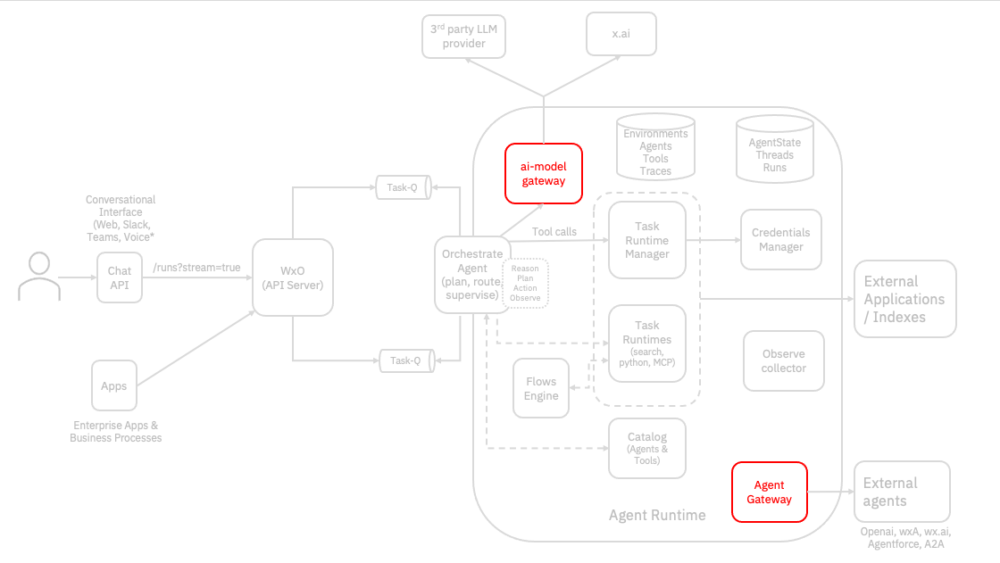 3rd party LLM
provider
x.ai
Environments
Agents
Tools
Traces
AgentState
Threads
Runs
ai-model
gateway
Task-Q
Conversational
Interface
(Web, Slack,
Teams, Voice*
Chat
API
/runs?stream=true
WxO
(API Server)
Orchestrate
Agent
(plan, route,
supervise)
Reason
Plan
Action
Observe
Tool calls
Task
Runtime
Manager
Credentials
Manager
External
Applications
/ Indexes
Task
Runtimes
(search,
python, MCP)
Observe
collector
Task-Q
Apps
Enterprise Apps &
Business Processes
Flows
Engine
Catalog
(Agents &
Tools)
Agent
Gateway
External
agents
Agent Runtime
Openai, wxA, wx.ai,
Agentforce, A2A